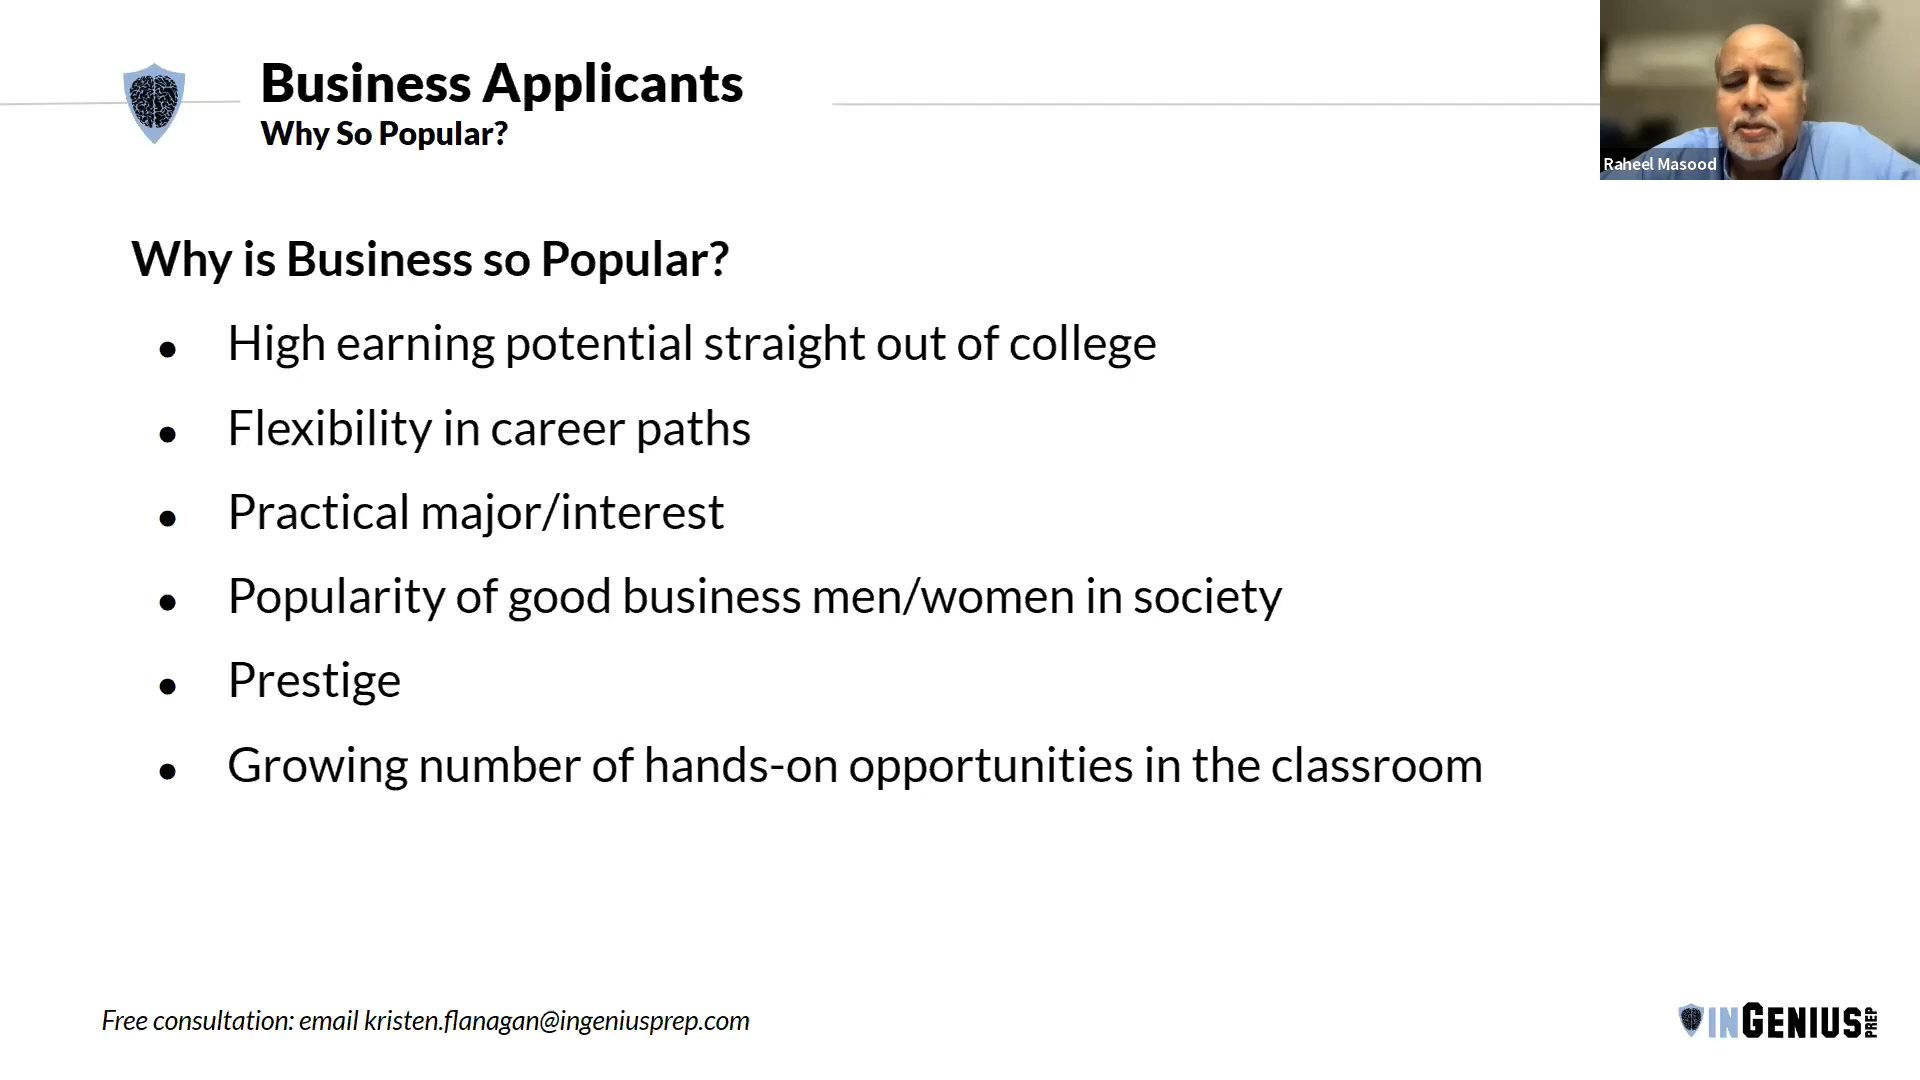 Business Applicants
Why So Popular?
Raheel Masood
Why is Business so Popular?
● High earning potential straight out of college
● Flexibility in career paths
● Practical major/interest
● Popularity of good business men/women in society
● Prestige
● Growing number of hands-on opportunities in the classroom
Free consultation: email kristen.flanagan@ingeniusprep.com
INGENIUS PREP